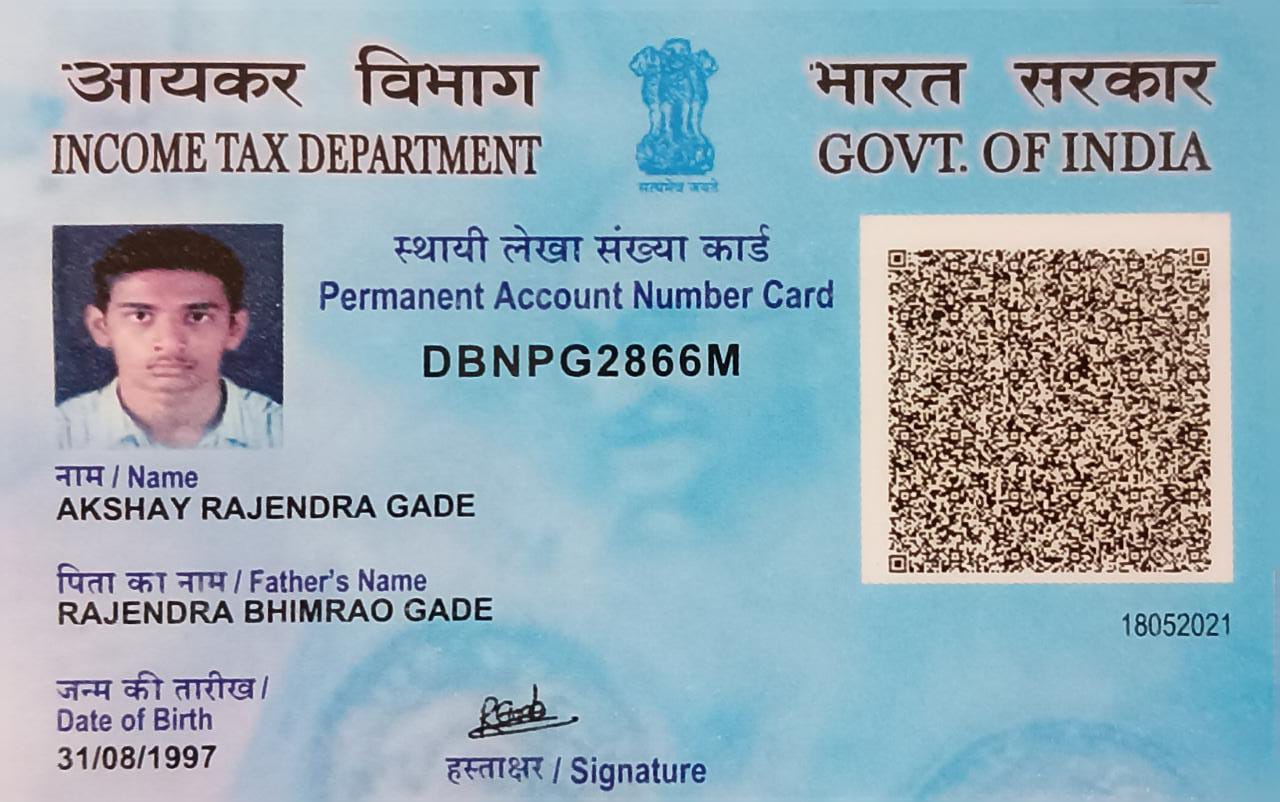 आयकर विभाग
INCOME TAX DEPARTMENT
सत्यमेव जयते
भारत सरकार
GOVT. OF INDIA
स्थायी लेखा संख्या कार्ड
Permanent Account Number Card
DBNPG2866M
नाम / Name
AKSHAY RAJENDRA GADE
पिता का नाम / Father's Name
RAJENDRA BHIMRAO GADE
18052021
जन्म की तारीख /
Date of Birth
31/08/1997
हस्ताक्षर / Signature